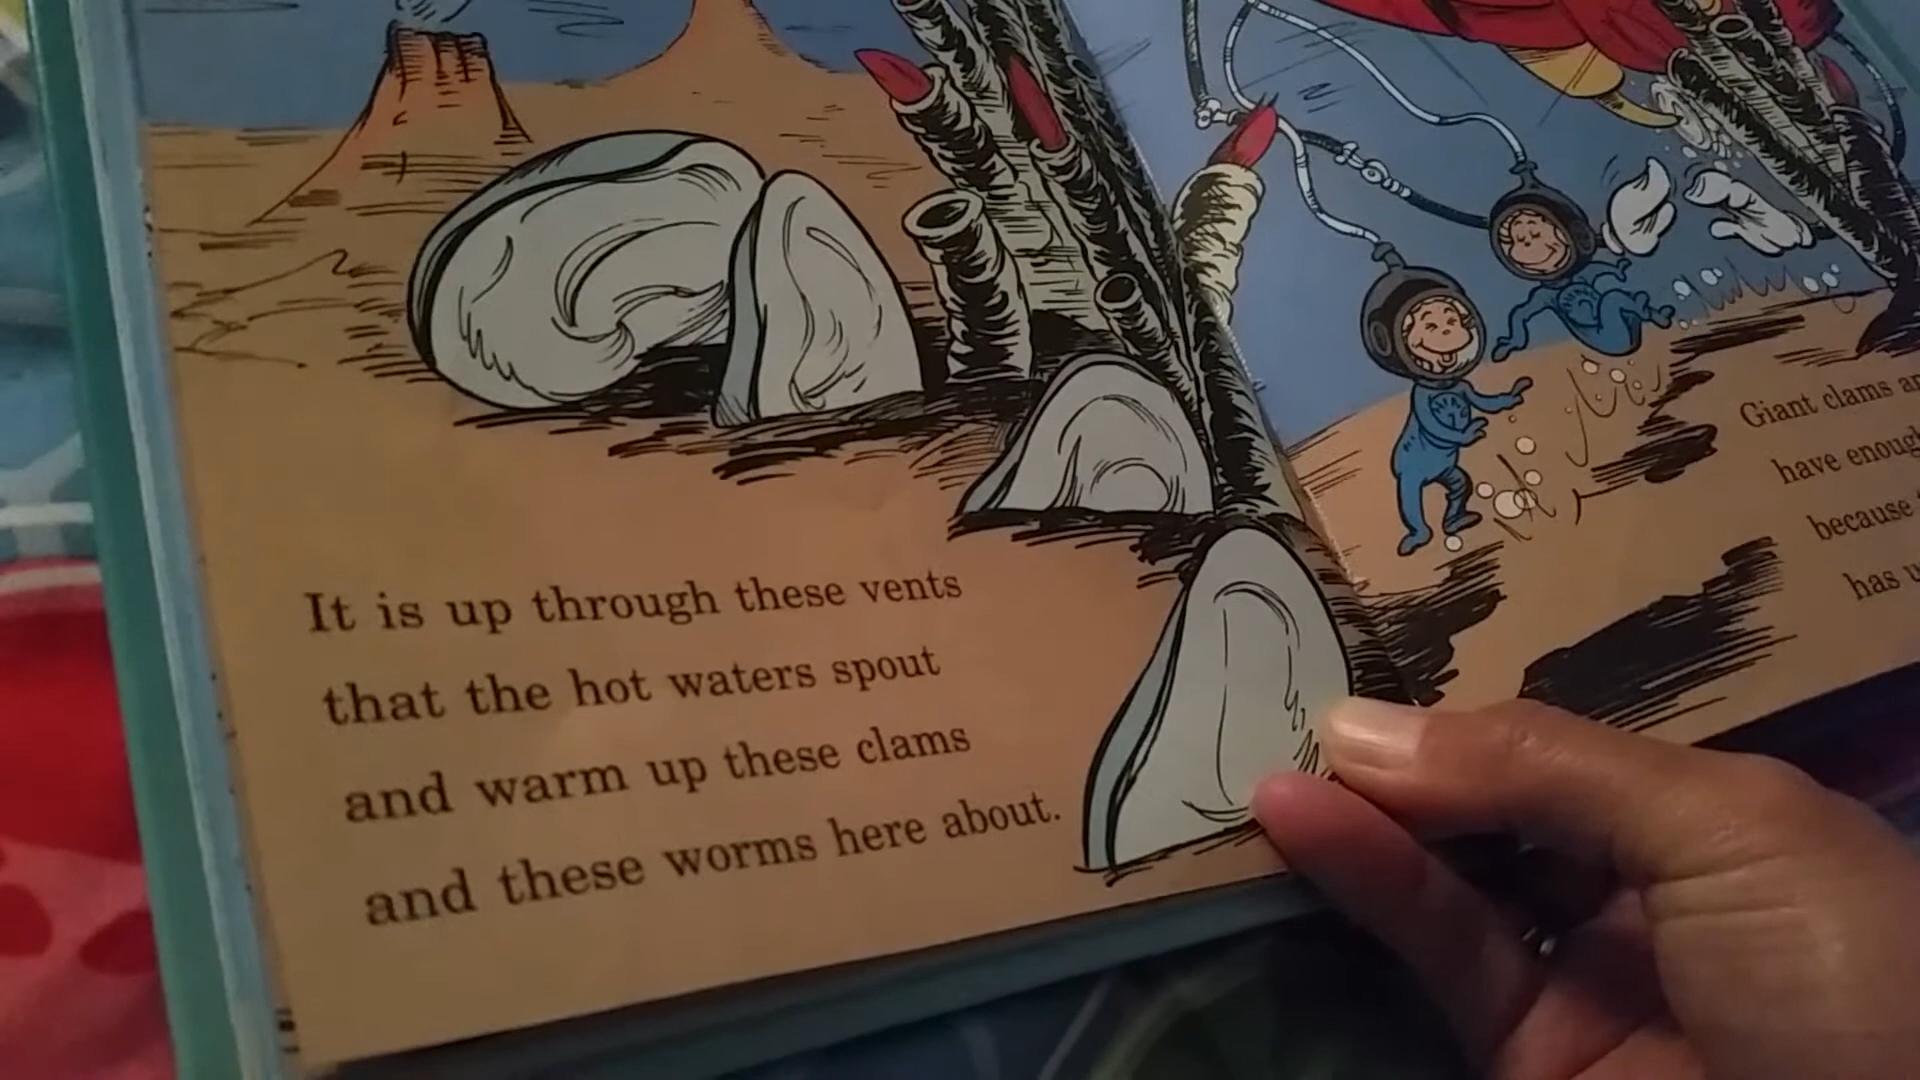 It is up through these vents
that the hot waters spout
and warm up these clams
and these worms here about.
Giant clams
have
because
has